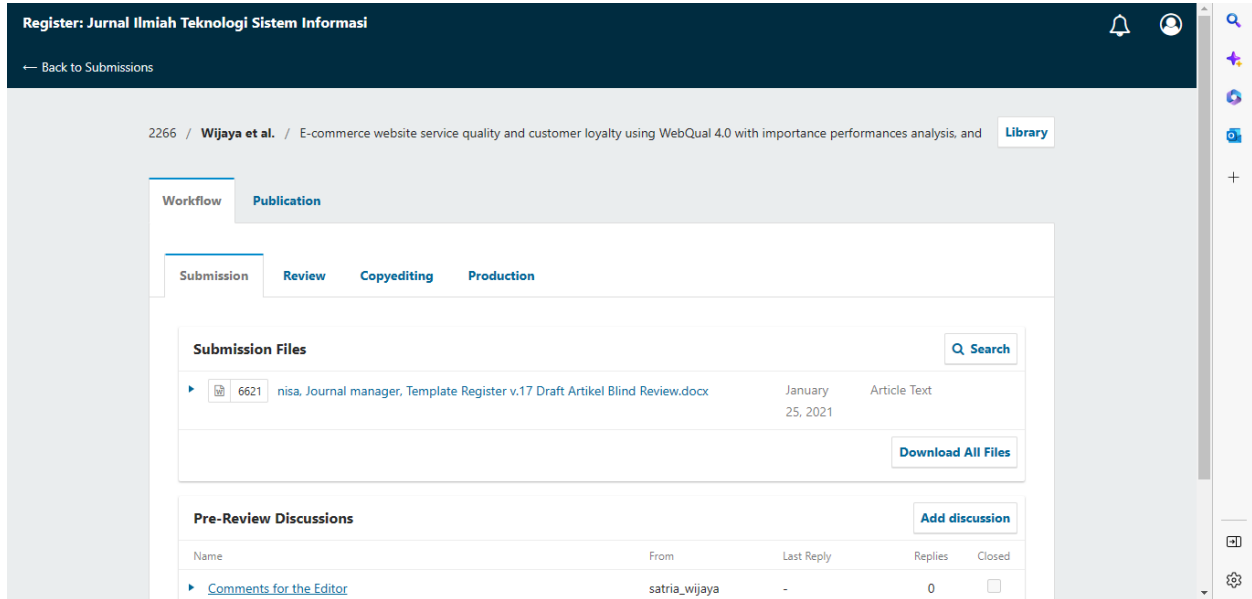 Register: Jurnal Ilmiah Teknologi Sistem Informasi
← Back to Submissions
2266 / Wijaya et al. / E-commerce website service quality and customer loyalty using WebQual 4.0 with importance performances analysis, and
Library
Workflow
Publication
Submission
Review
Copyediting
Production
Submission Files
Search
6621 nisa, Journal manager, Template Register v.17 Draft Artikel Blind Review.docx
January
25, 2021
Article Text
Download All Files
Pre-Review Discussions
Add discussion
Name
From
Last Reply
Replies
Closed
Comments for the Editor
satria_wijaya
-
0